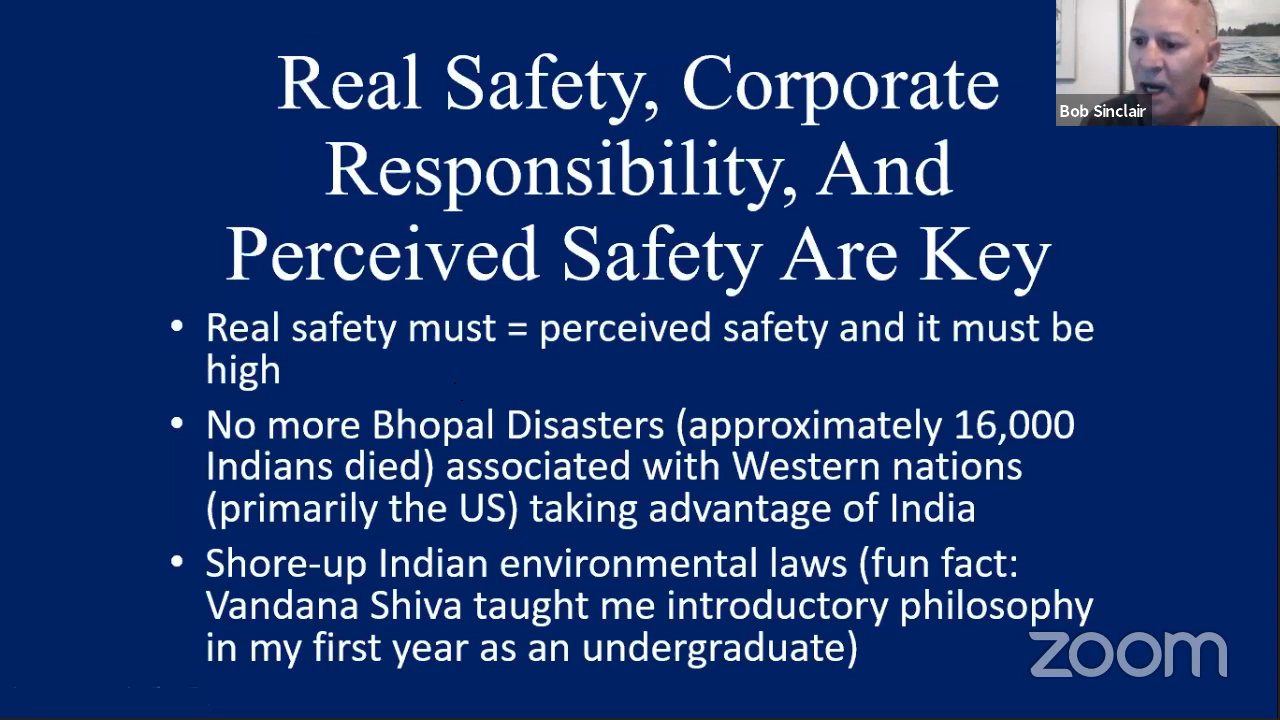 Real Safety, Corporate
Responsibility, And
Perceived Safety Are Key
Bob Sinclair
• Real safety must = perceived safety and it must be
high
• No more Bhopal Disasters (approximately 16,000
Indians died) associated with Western nations
(primarily the US) taking advantage of India
• Shore-up Indian environmental laws (fun fact:
Vandana Shiva taught me introductory philosophy
in my first year as an undergraduate)
zoom